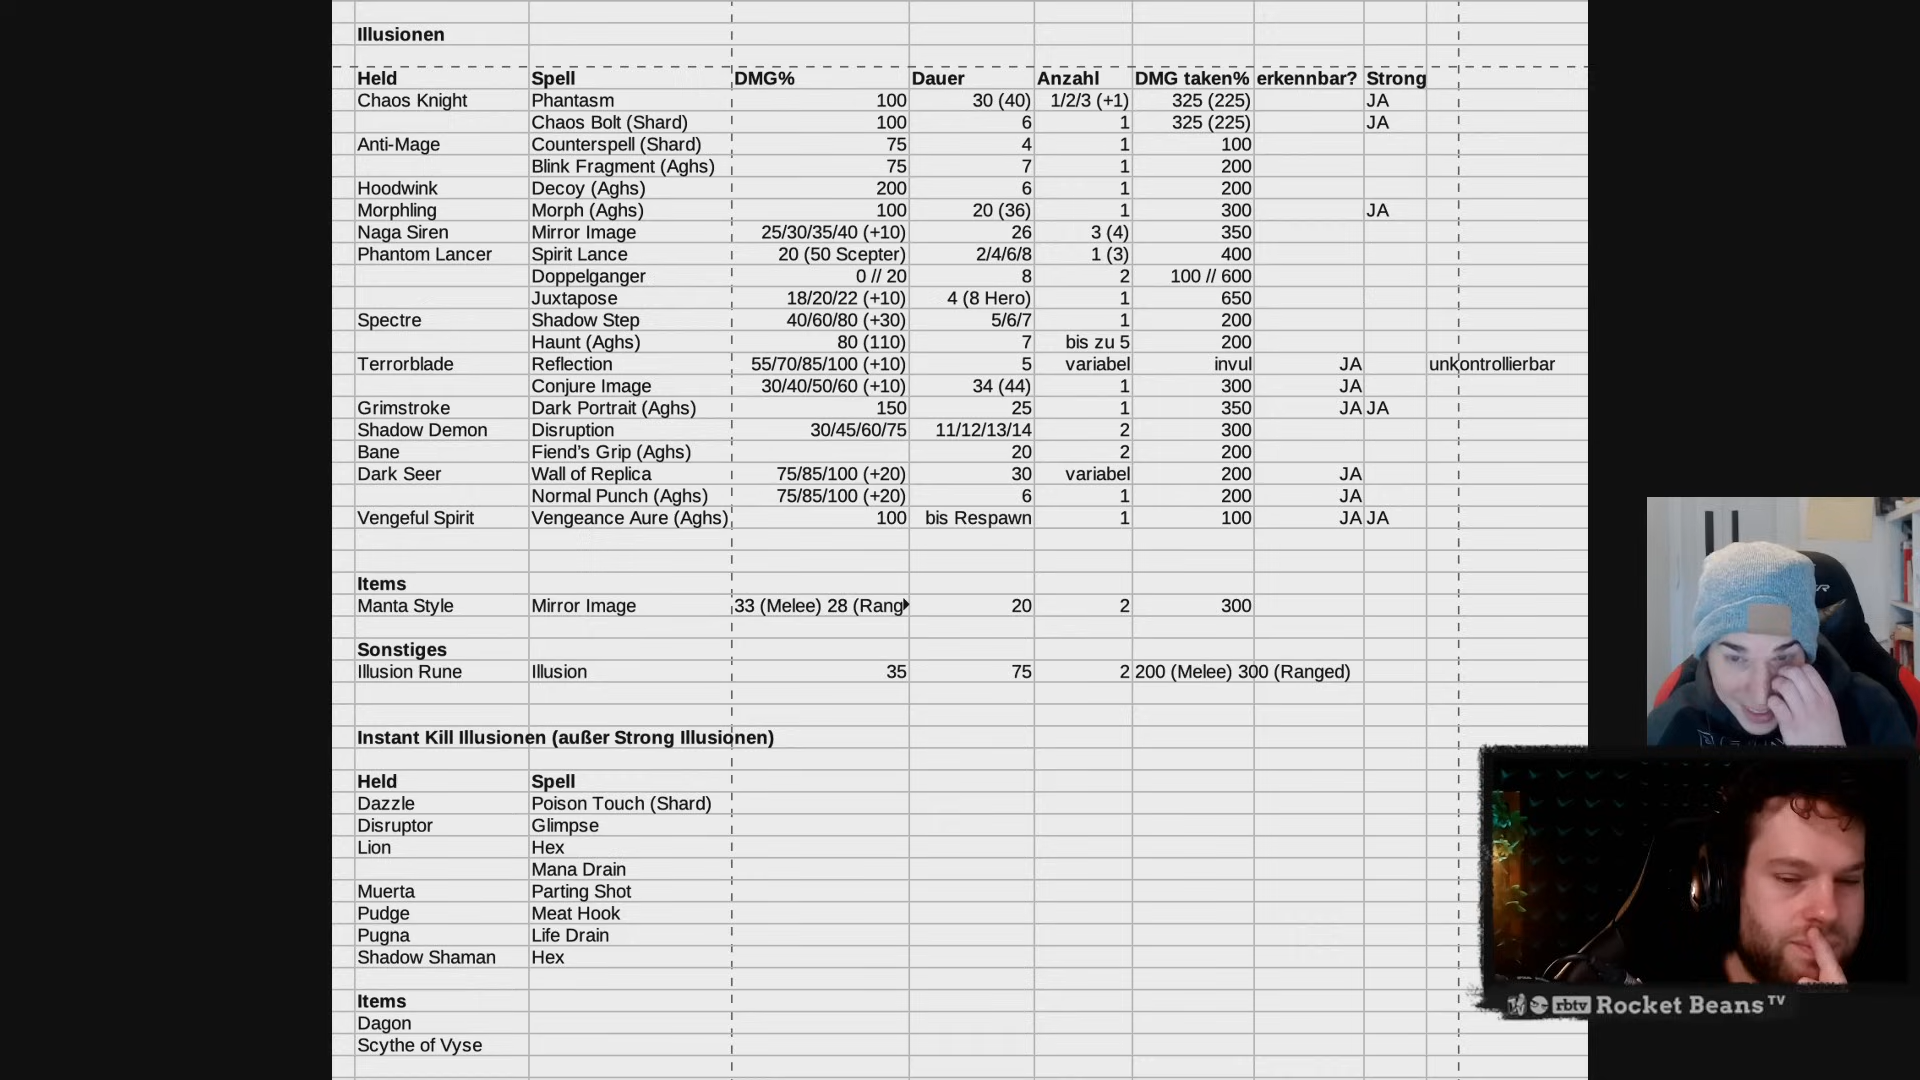 Illusionen
Held Spell DMG% Dauer Anzahl DMG taken% erkennbar? Strong
Chaos Knight Phantasm 100 30 (40) 1/2/3 (+1) 325 (225) JA
Chaos Bolt (Shard) 100 6 1 325 (225) JA
Anti-Mage Counterspell (Shard) 75 4 1 100
Blink Fragment (Aghs) 75 7 1 200
Hoodwink Decoy (Aghs) 200 6 1 200
Morphling Morph (Aghs) 100 20 (36) 1 300 JA
Naga Siren Mirror Image 25/30/35/40 (+10) 26 3 (4) 350
Phantom Lancer Spirit Lance 20 (50 Scepter) 2/4/6/8 1 (3) 400
Doppelganger 0 // 20 8 2 100 // 600
Juxtapose 18/20/22 (+10) 4 (8 Hero) 1 650
Spectre Shadow Step 40/60/80 (+30) 5/6/7 1 200
Haunt (Aghs) 80 (110) 7 bis zu 5 200
Terrorblade Reflection 55/70/85/100 (+10) 5 variabel invul JA unkontrollierbar
Conjure Image 30/40/50/60 (+10) 34 (44) 1 300 JA
Grimstroke Dark Portrait (Aghs) 150 25 1 350 JA JA
Shadow Demon Disruption 30/45/60/75 11/12/13/14 2 300
Bane Fiend's Grip (Aghs) 20 2 200
Dark Seer Wall of Replica 75/85/100 (+20) 30 variabel 200 JA
Normal Punch (Aghs) 75/85/100 (+20) 6 1 200 JA
Vengeful Spirit Vengeance Aure (Aghs) 100 bis Respawn 1 100 JA JA
Items
Manta Style Mirror Image 33 (Melee) 28 (Rang 20 2 300
Sonstiges
Illusion Rune Illusion 35 75 2 200 (Melee) 300 (Ranged)
Instant Kill Illusionen (außer Strong Illusionen)
Held Spell
Dazzle Poison Touch (Shard)
Disruptor Glimpse
Lion Hex
Mana Drain
Muerta Parting Shot
Pudge Meat Hook
Pugna Life Drain
Shadow Shaman Hex
Items
Dagon
Scythe of Vyse
rbtv Rocket Beans TV